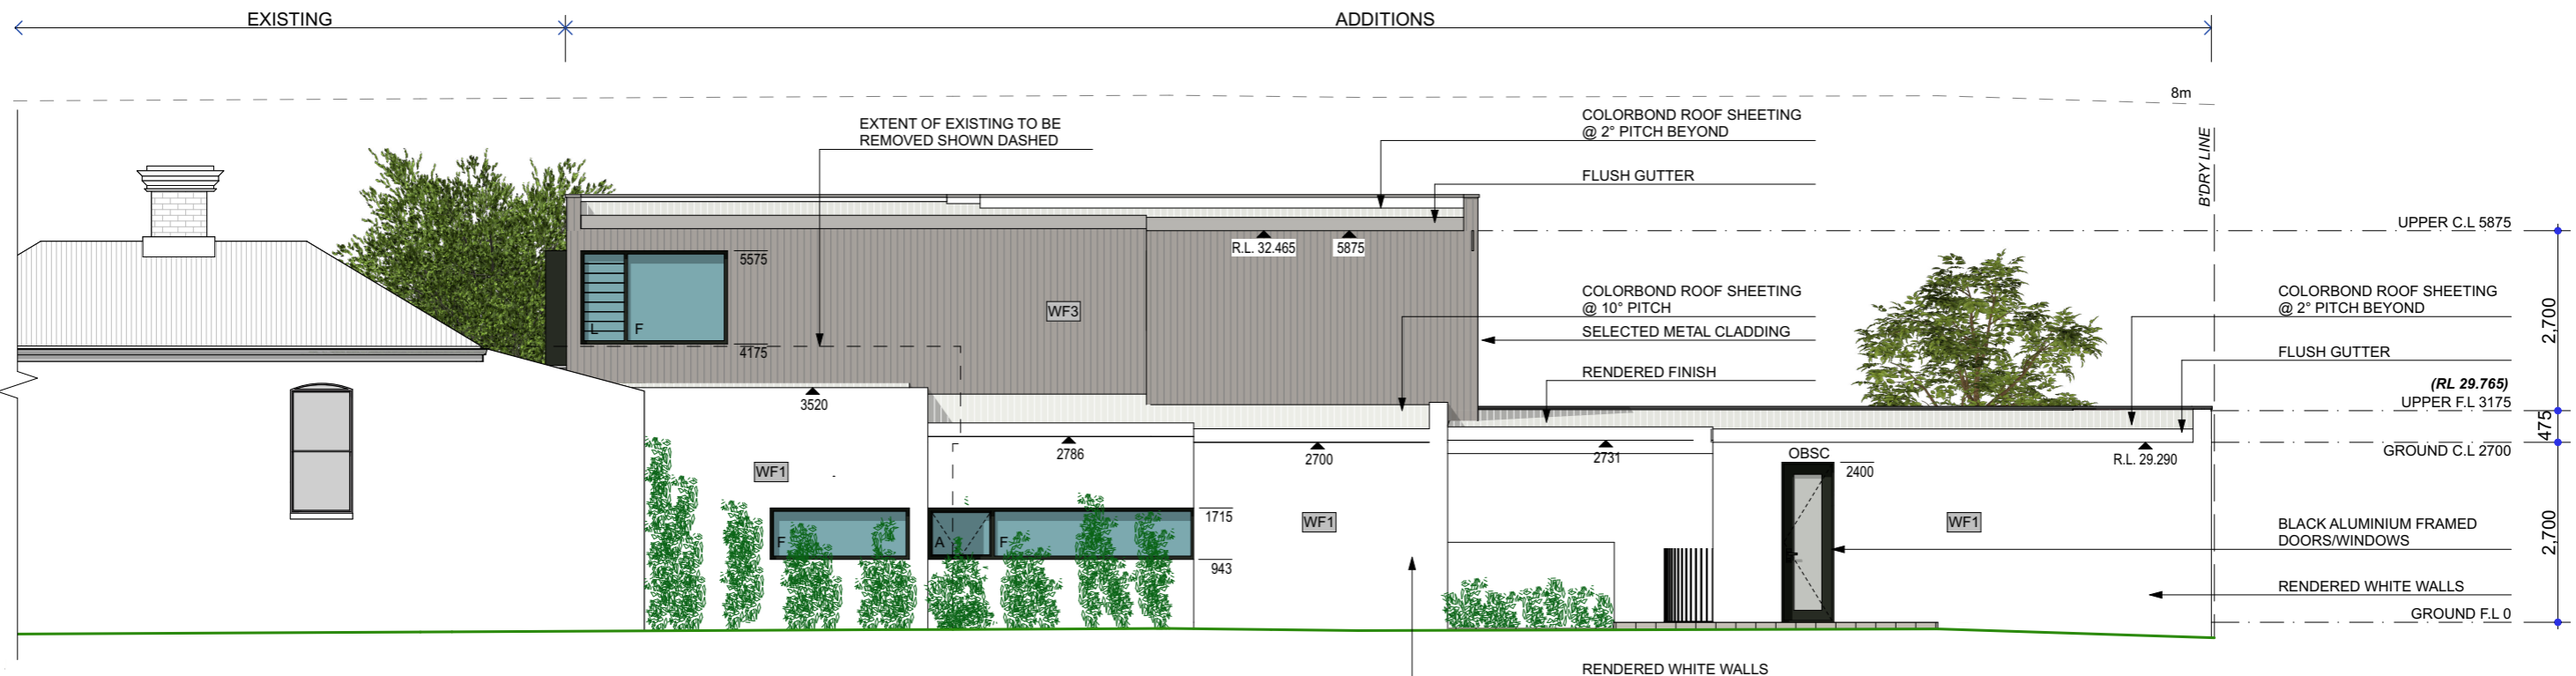 EXISTING
ADDITIONS
8m
B'DRY LINE
EXTENT OF EXISTING TO BE
REMOVED SHOWN DASHED
COLORBOND ROOF SHEETING
@ 2° PITCH BEYOND
FLUSH GUTTER
UPPER C.L 5875
R.L. 32.465
5875
5575
L
F
4175
WF3
COLORBOND ROOF SHEETING
@ 10° PITCH
SELECTED METAL CLADDING
RENDERED FINISH
COLORBOND ROOF SHEETING
@ 2° PITCH BEYOND
FLUSH GUTTER
2,700
(RL 29.765)
UPPER F.L 3175
475
GROUND C.L 2700
3520
2786
2700
2731
R.L. 29.290
OBSC
2400
WF1
WF1
WF1
F
A
F
1715
943
BLACK ALUMINIUM FRAMED
DOORS/WINDOWS
2,700
RENDERED WHITE WALLS
GROUND F.L 0
RENDERED WHITE WALLS